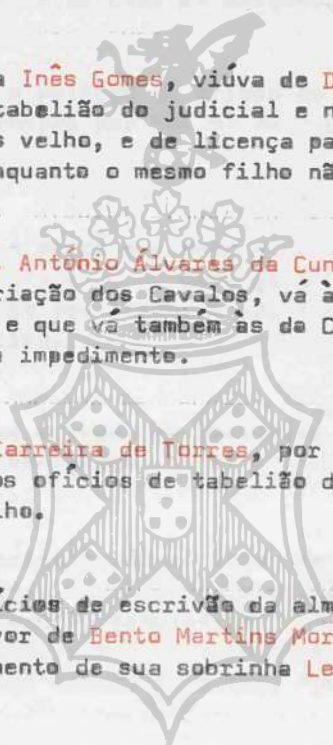 a Inês Gomes, viúva de D
tabelião do judicial e n
s velho, e de licença pa
nquanto o mesmo filho nã
António Álvares da Cun
riação dos Cavalos, vá à
e que vá também às da C
e impedimento.
Carreira de Torres, por
os ofícios de tabelião d
lho.
ícios de escrivão da alm
vor de Bento Martins Mor
mento de sua sobrinha Le